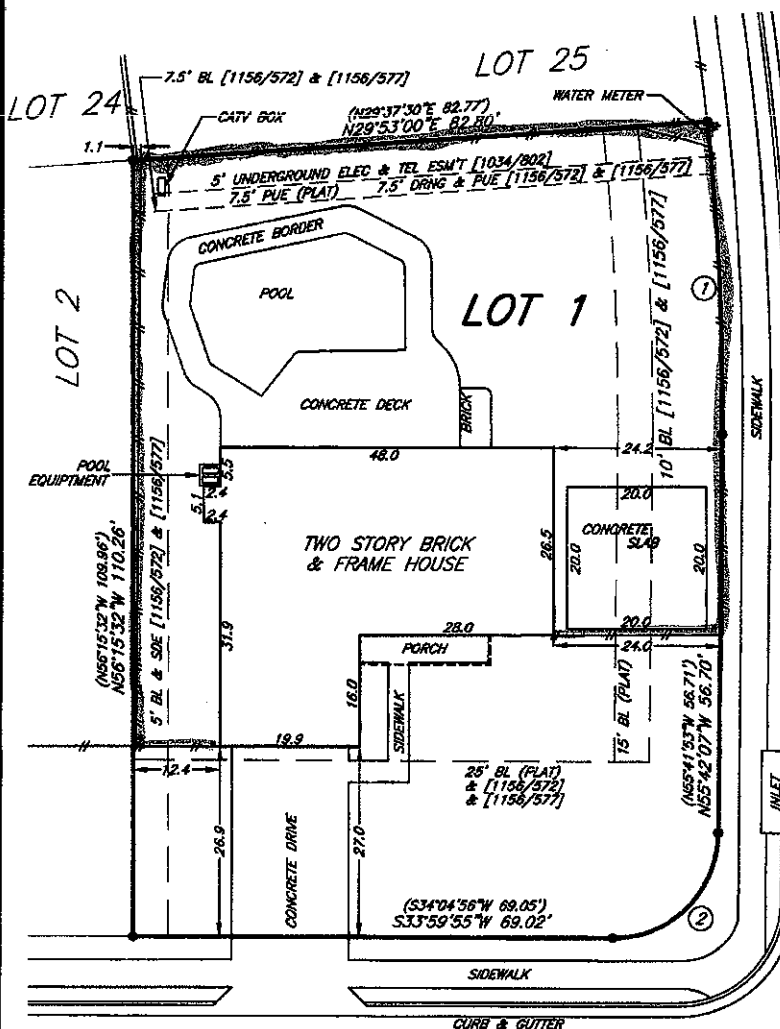 LOT 25
7.5' BL [1156/572] & [1156/577]
LOT 24
CATV BOX
WATER METER
(N29°37'30"E 82.77')
N29°53'00"E 82.80'
1.1
5' UNDERGROUND ELEC & TEL ESM'T [1034/802]
7.5' PUE (PLAT)
7.5' DRNG & PUE [1156/572] & [1156/577]
CONCRETE BORDER
POOL
LOT 1
1
LOT 2
10' BL [1156/572] & [1156/577]
SIDEWALK
CONCRETE DECK
BRICK
48.0
24.2
POOL
EQUIPTMENT
5.5
2.4
5.1
2.4
20.0
CONCRETE
SLAB
20.0
20.0
20.0
TWO STORY BRICK
& FRAME HOUSE
26.5
(N56°15'32"W 109.96')
N56°15'32"W 110.26'
5' BL & SDE [1156/572] & [1156/577]
31.9
28.0
24.0
PORCH
16.0
SIDEWALK
15' BL (PLAT)
(N55°41'53"W 56.71')
N55°42'07"W 56.70'
19.9
12.4
25' BL (PLAT)
& [1156/572]
& [1156/577]
INLET
26.9
CONCRETE DRIVE
27.0
(S34°04'56"W 69.05')
S33°59'55"W 69.02'
2
SIDEWALK
CURB & GUTTER